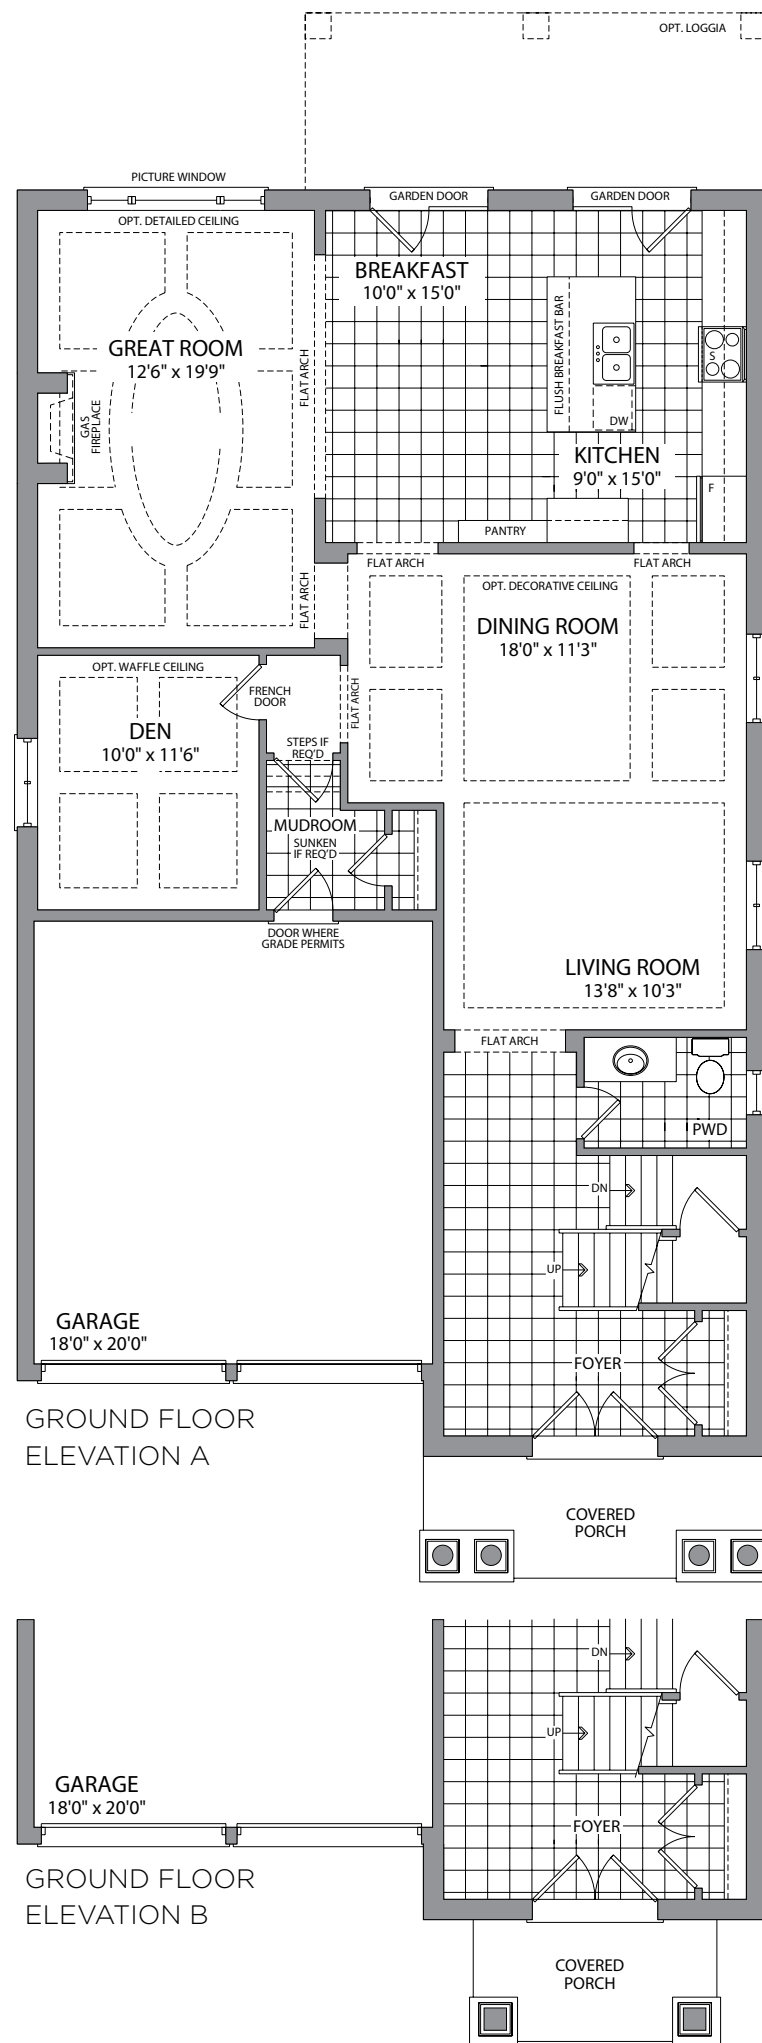 OPT. LOGGIA
PICTURE WINDOW
GARDEN DOOR
GARDEN DOOR
OPT. DETAILED CEILING
BREAKFAST
10'0" x 15'0"
GREAT ROOM
12'6" x 19'9"
FLAT ARCH
FLUSH BREAKFAST BAR
S
GAS
FIREPLACE
DW
KITCHEN
9'0" x 15'0"
F
PANTRY
FLAT ARCH
FLAT ARCH
FLAT ARCH
OPT. DECORATIVE CEILING
DINING ROOM
18'0" x 11'3"
OPT. WAFFLE CEILING
FRENCH
DOOR
FLAT ARCH
DEN
10'0" x 11'6"
STEPS IF
REQ'D
MUDROOM
SUNKEN
IF REQ'D
DOOR WHERE
GRADE PERMITS
LIVING ROOM
13'8" x 10'3"
FLAT ARCH
PWD
DN
UP
GARAGE
18'0" x 20'0"
FOYER
GROUND FLOOR
ELEVATION A
COVERED
PORCH
DN
UP
GARAGE
18'0" x 20'0"
FOYER
GROUND FLOOR
ELEVATION B
COVERED
PORCH